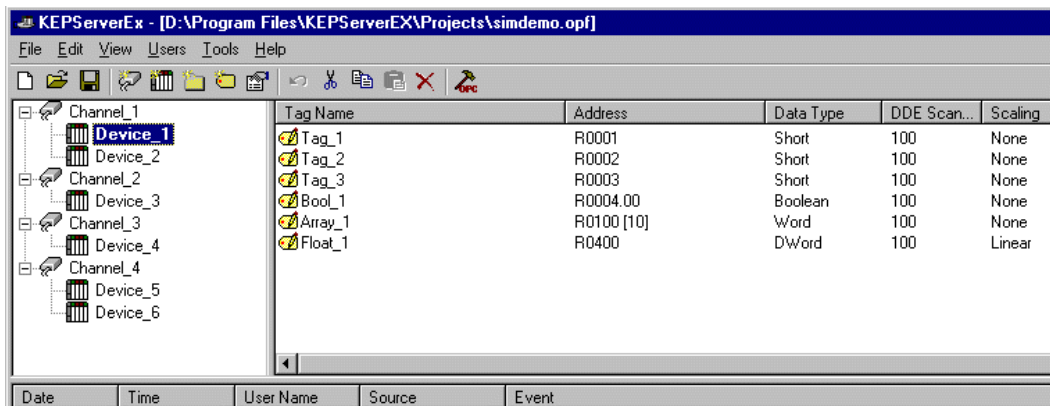 KEPServerEx - [D:\Program Files\KEPServerEX\Projects\simdemo.opf]
File Edit View Users Tools Help
OPC
Channel_1
Device_1
Device_2
Channel_2
Device_3
Channel_3
Device_4
Channel_4
Device_5
Device_6
Tag Name Address Data Type DDE Scan... Scaling
Tag_1 R0001 Short 100 None
Tag_2 R0002 Short 100 None
Tag_3 R0003 Short 100 None
Bool_1 R0004.00 Boolean 100 None
Array_1 R0100 [10] Word 100 None
Float_1 R0400 DWord 100 Linear
Date Time User Name Source Event